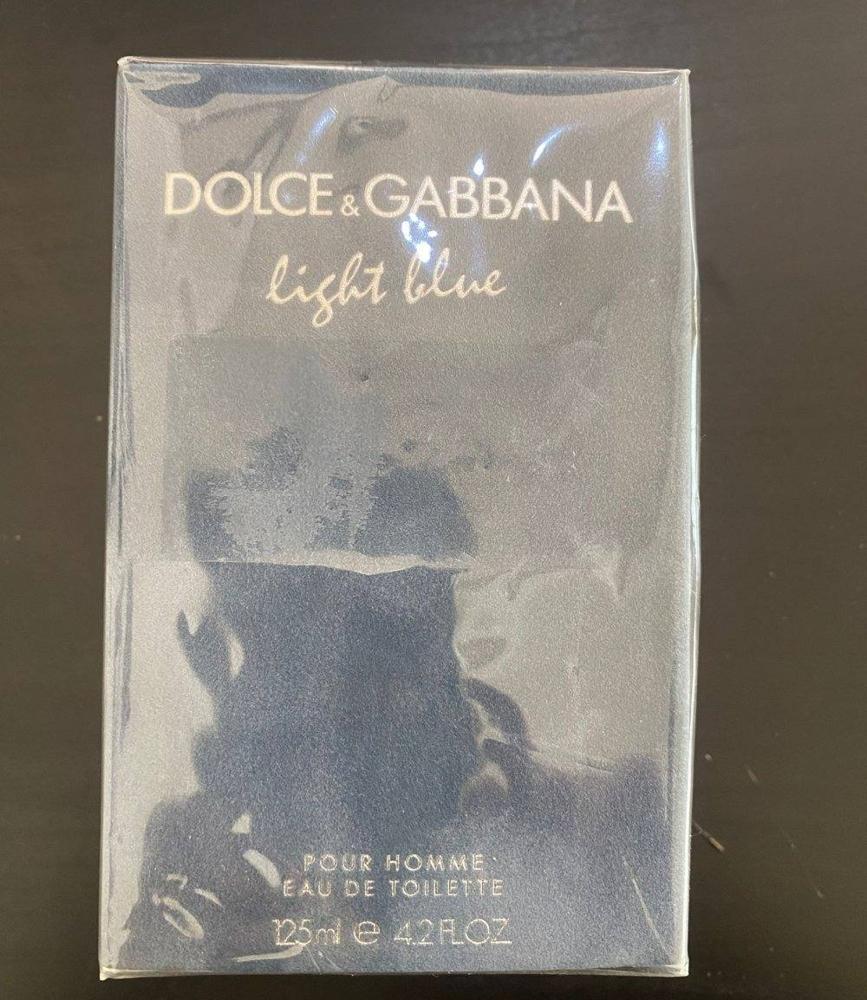 DOLCE & GABBANA
light blue
POUR HOMME
EAU DE TOILETTE
125ml ℮ 4.2 FL.OZ